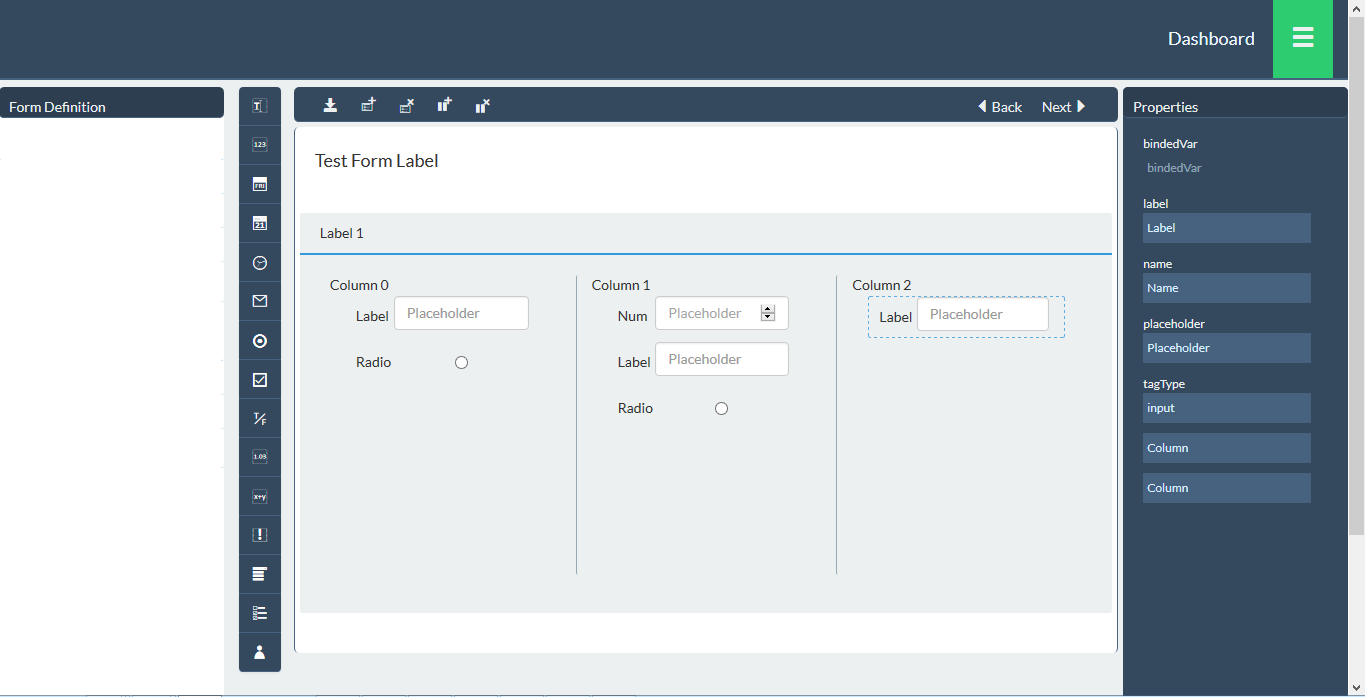 Dashboard
Form Definition
T
123
FRI
21
T/F
1.03
x+y
!
Back Next
Test Form Label
Label 1
Column 0
Label Placeholder
Radio
Column 1
Num Placeholder
Label Placeholder
Radio
Column 2
Label Placeholder
Properties
bindedVar
bindedVar
label
Label
name
Name
placeholder
Placeholder
tagType
input
Column
Column